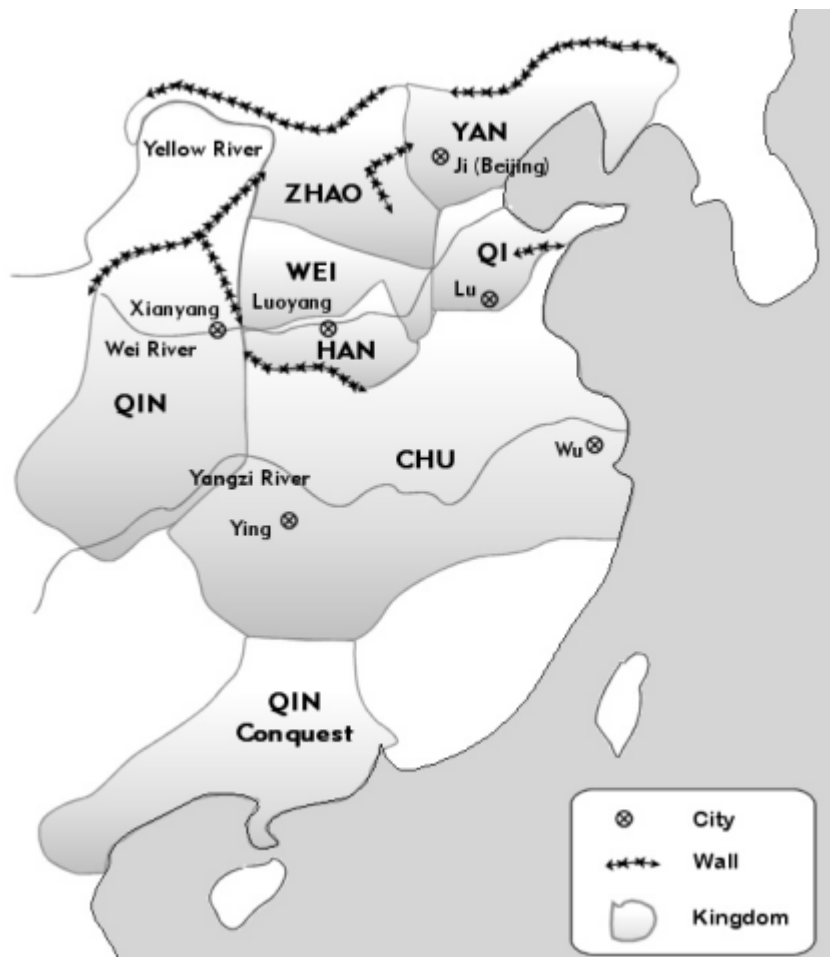 YAN
Yellow River
Ji (Beijing)
ZHAO
QI
WEI
Lu
Xianyang
Luoyang
Wei River
HAN
QIN
CHU
Wu
Yangzi River
Ying
QIN
Conquest
City
Wall
Kingdom